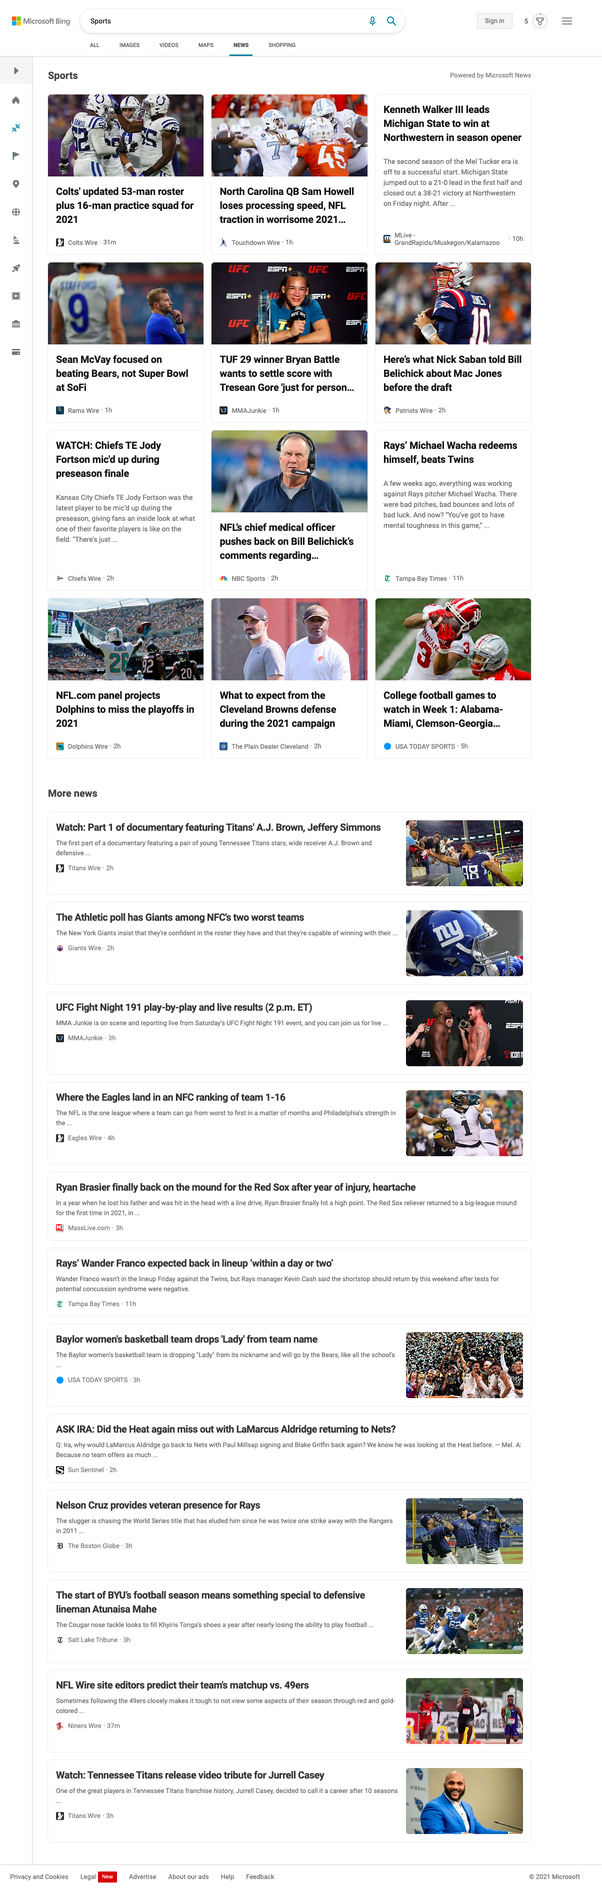 Microsoft Bing
Sports
Sign in
5
ALL IMAGES VIDEOS MAPS NEWS SHOPPING
Sports
Powered by Microsoft News
Colts' updated 53-man roster
plus 16-man practice squad for
2021
Colts Wire · 31m
North Carolina QB Sam Howell
loses processing speed, NFL
traction in worrisome 2021...
Touchdown Wire · 1h
Kenneth Walker III leads
Michigan State to win at
Northwestern in season opener
The second season of the Mel Tucker era is
off to a successful start. Michigan State
jumped out to a 21-0 lead in the first half and
closed out a 38-21 victory at Northwestern
on Friday night. After ...
MLive -
GrandRapids/Muskegon/Kalamazoo · 10h
STAFFORD
9
Sean McVay focused on
beating Bears, not Super Bowl
at SoFi
Rams Wire · 1h
UFC
ESPN+
TUF 29 winner Bryan Battle
wants to settle score with
Tresean Gore 'just for person...
MMAJunkie · 1h
10
Here's what Nick Saban told Bill
Belichick about Mac Jones
before the draft
Patriots Wire · 2h
WATCH: Chiefs TE Jody
Fortson mic'd up during
preseason finale
Kansas City Chiefs TE Jody Fortson was the
latest player to be mic'd up during the
preseason, giving fans an inside look at what
one of their favorite players is like on the
field. "There's just ...
Chiefs Wire · 2h
NFL's chief medical officer
pushes back on Bill Belichick's
comments regarding...
NBC Sports · 2h
Rays' Michael Wacha redeems
himself, beats Twins
A few weeks ago, everything was working
against Rays pitcher Michael Wacha. There
were bad pitches, bad bounces and lots of
bad luck. And now? "You've got to have
mental toughness in this game," ...
Tampa Bay Times · 11h
NFL.com panel projects
Dolphins to miss the playoffs in
2021
Dolphins Wire · 2h
What to expect from the
Cleveland Browns defense
during the 2021 campaign
The Plain Dealer Cleveland · 2h
College football games to
watch in Week 1: Alabama-
Miami, Clemson-Georgia...
USA TODAY SPORTS · 5h
More news
Watch: Part 1 of documentary featuring Titans' A.J. Brown, Jeffery Simmons
The first part of a documentary featuring a pair of young Tennessee Titans stars, wide receiver A.J. Brown and
defensive ...
Titans Wire · 2h
The Athletic poll has Giants among NFC's two worst teams
The New York Giants insist that they're confident in the roster they have and that they're capable of winning with their ...
Giants Wire · 2h
ny
UFC Fight Night 191 play-by-play and live results (2 p.m. ET)
MMA Junkie is on scene and reporting live from Saturday's UFC Fight Night 191 event, and you can join us for live ...
MMAJunkie · 3h
Where the Eagles land in an NFC ranking of team 1-16
The NFL is the one league where a team can go from worst to first in a matter of months and Philadelphia's strength in
the ...
Eagles Wire · 4h
Ryan Brasier finally back on the mound for the Red Sox after year of injury, heartache
In a year when he lost his father and was hit in the head with a line drive, Ryan Brasier finally hit a high point. The Red Sox reliever returned to a big-league mound
for the first time in 2021, in ...
MassLive.com · 3h
Rays' Wander Franco expected back in lineup 'within a day or two'
Wander Franco wasn't in the lineup Friday against the Twins, but Rays manager Kevin Cash said the shortstop should return by this weekend after tests for
potential concussion syndrome were negative.
Tampa Bay Times · 11h
Baylor women's basketball team drops 'Lady' from team name
The Baylor women's basketball team is dropping "Lady" from its nickname and will go by the Bears, like all the school's
...
USA TODAY SPORTS · 3h
ASK IRA: Did the Heat again miss out with LaMarcus Aldridge returning to Nets?
Q: Ira, why would LaMarcus Aldridge go back to Nets with Paul Millsap signing and Blake Griffin back again? We know he was looking at the Heat before. — Mel. A:
Because no team offers as much ...
Sun Sentinel · 2h
Nelson Cruz provides veteran presence for Rays
The slugger is chasing the World Series title that has eluded him since he was twice one strike away with the Rangers
in 2011 ...
The Boston Globe · 3h
The start of BYU's football season means something special to defensive
lineman Atunaisa Mahe
The Cougar nose tackle looks to fill Khyiris Tonga's shoes a year after nearly losing the ability to play football ...
Salt Lake Tribune · 3h
NFL Wire site editors predict their team's matchup vs. 49ers
Sometimes following the 49ers closely makes it tough to not view some aspects of their season through red and gold-
colored ...
Niners Wire · 37m
Watch: Tennessee Titans release video tribute for Jurrell Casey
One of the great players in Tennessee Titans franchise history, Jurrell Casey, decided to call it a career after 10 seasons
...
Titans Wire · 3h
Privacy and Cookies Legal New Advertise About our ads Help Feedback © 2021 Microsoft